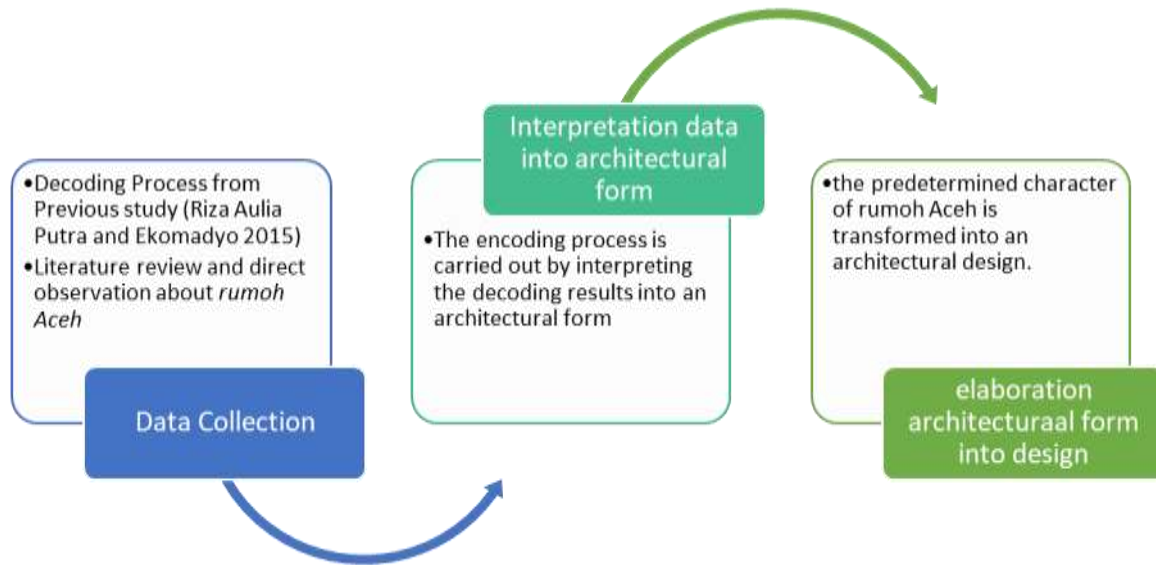 •Decoding Process from
Previous study (Riza Aulia
Putra and Ekomadyo 2015)
•Literature review and direct
observation about rumoh
Aceh
Data Collection
Interpretation data
into architectural
form
•The encoding process is
carried out by interpreting
the decoding results into an
architectural form
•the predetermined character
of rumoh Aceh is
transformed into an
architectural design.
elaboration
architecturaal form
into design